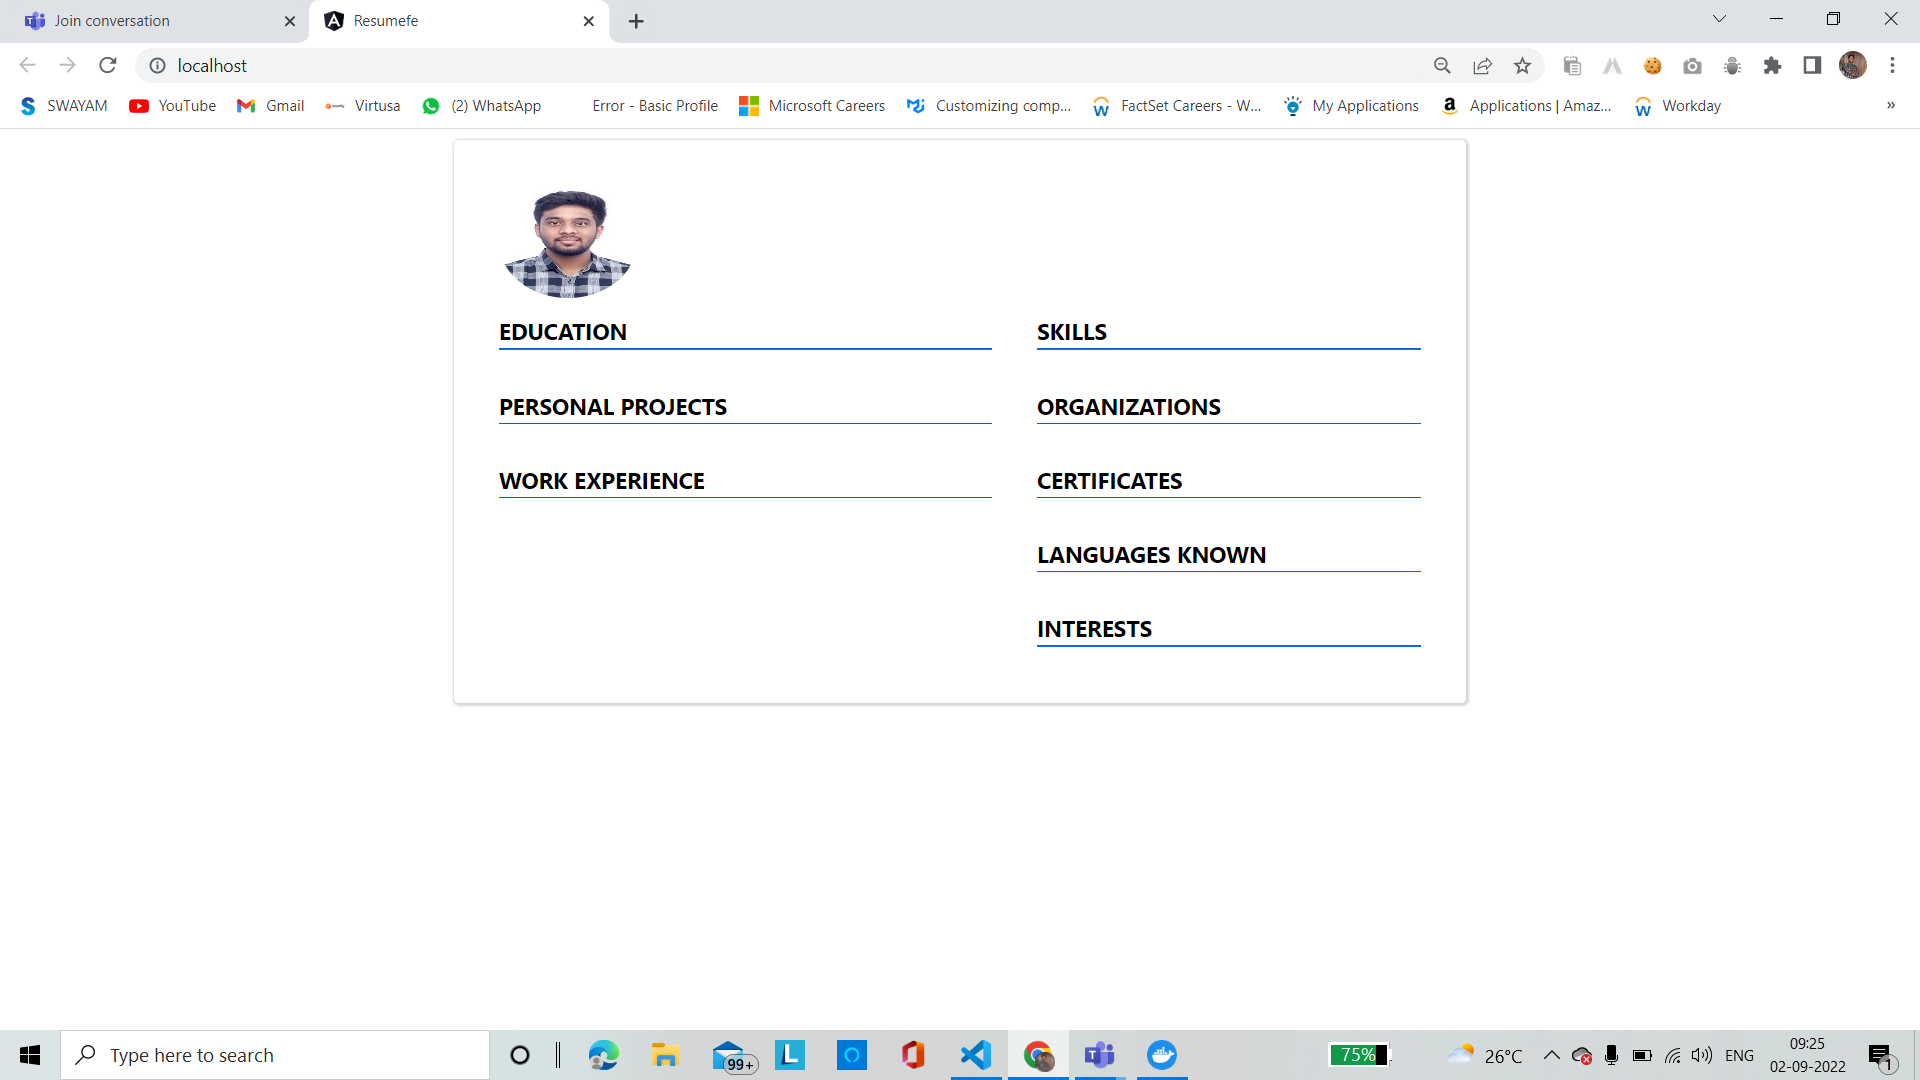 Join conversation
Resumefe
localhost
SWAYAM
YouTube
Gmail
Virtusa
(2) WhatsApp
Error - Basic Profile
Microsoft Careers
Customizing comp...
FactSet Careers - W...
My Applications
Applications | Amaz...
Workday
»
EDUCATION
SKILLS
PERSONAL PROJECTS
ORGANIZATIONS
WORK EXPERIENCE
CERTIFICATES
LANGUAGES KNOWN
INTERESTS
Type here to search
99+
75%
26°C
ENG
09:25
02-09-2022
1